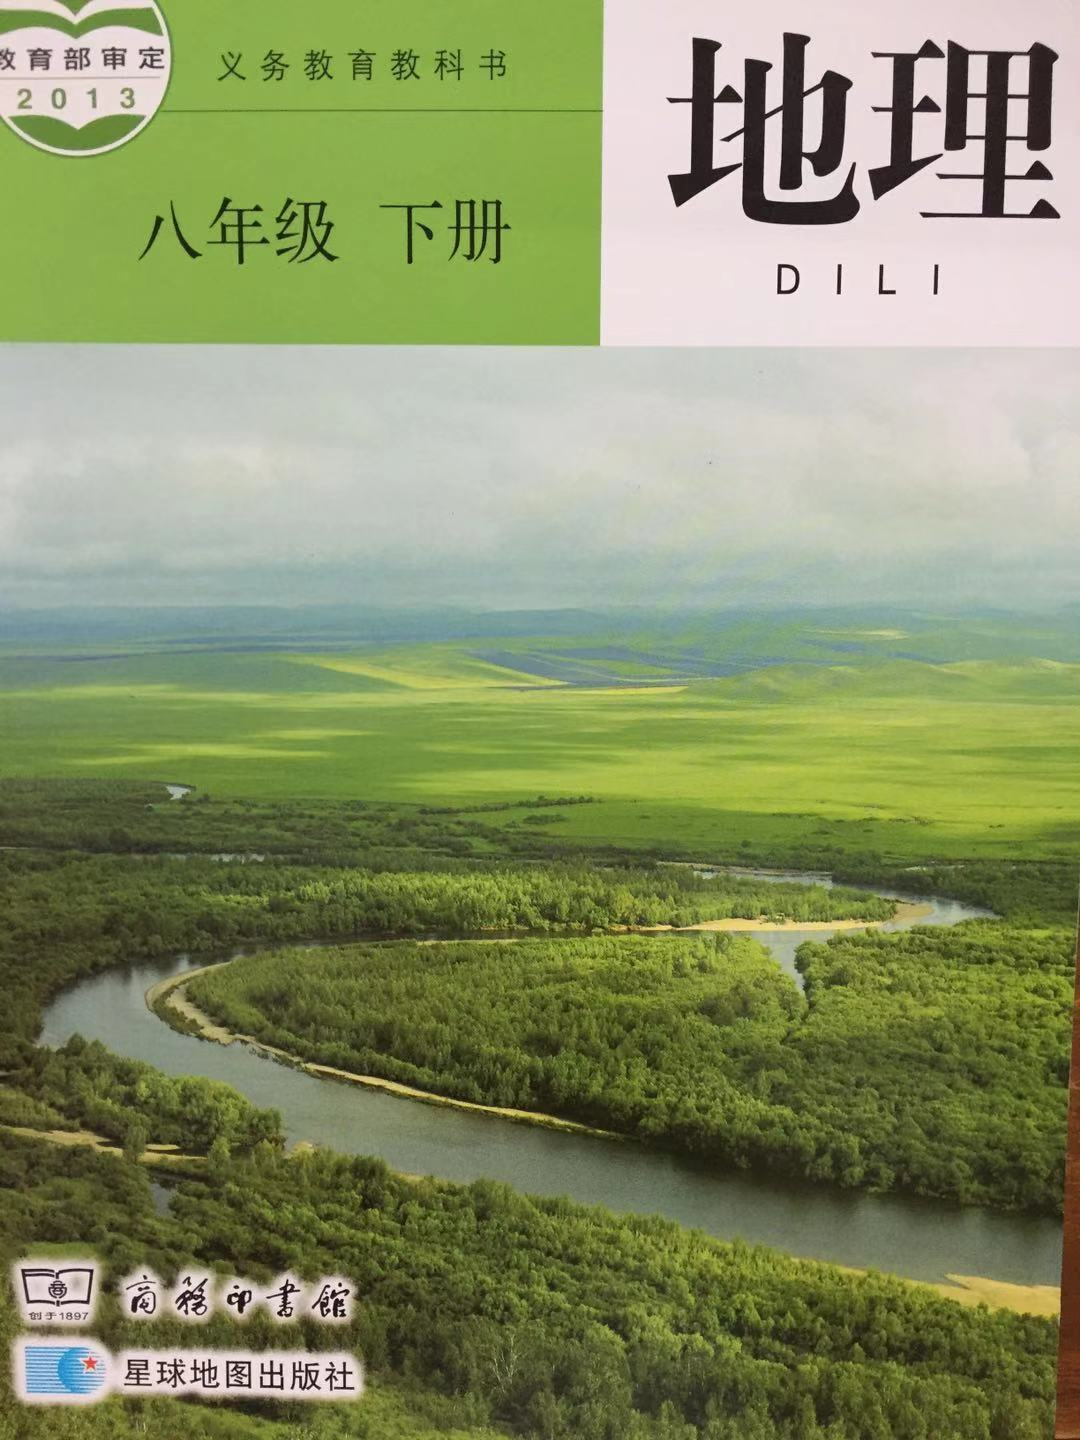 教育部审定
2013
义务教育教科书
八年级 下册
地理
DILI
创于1897
商務印書館
星球地图出版社